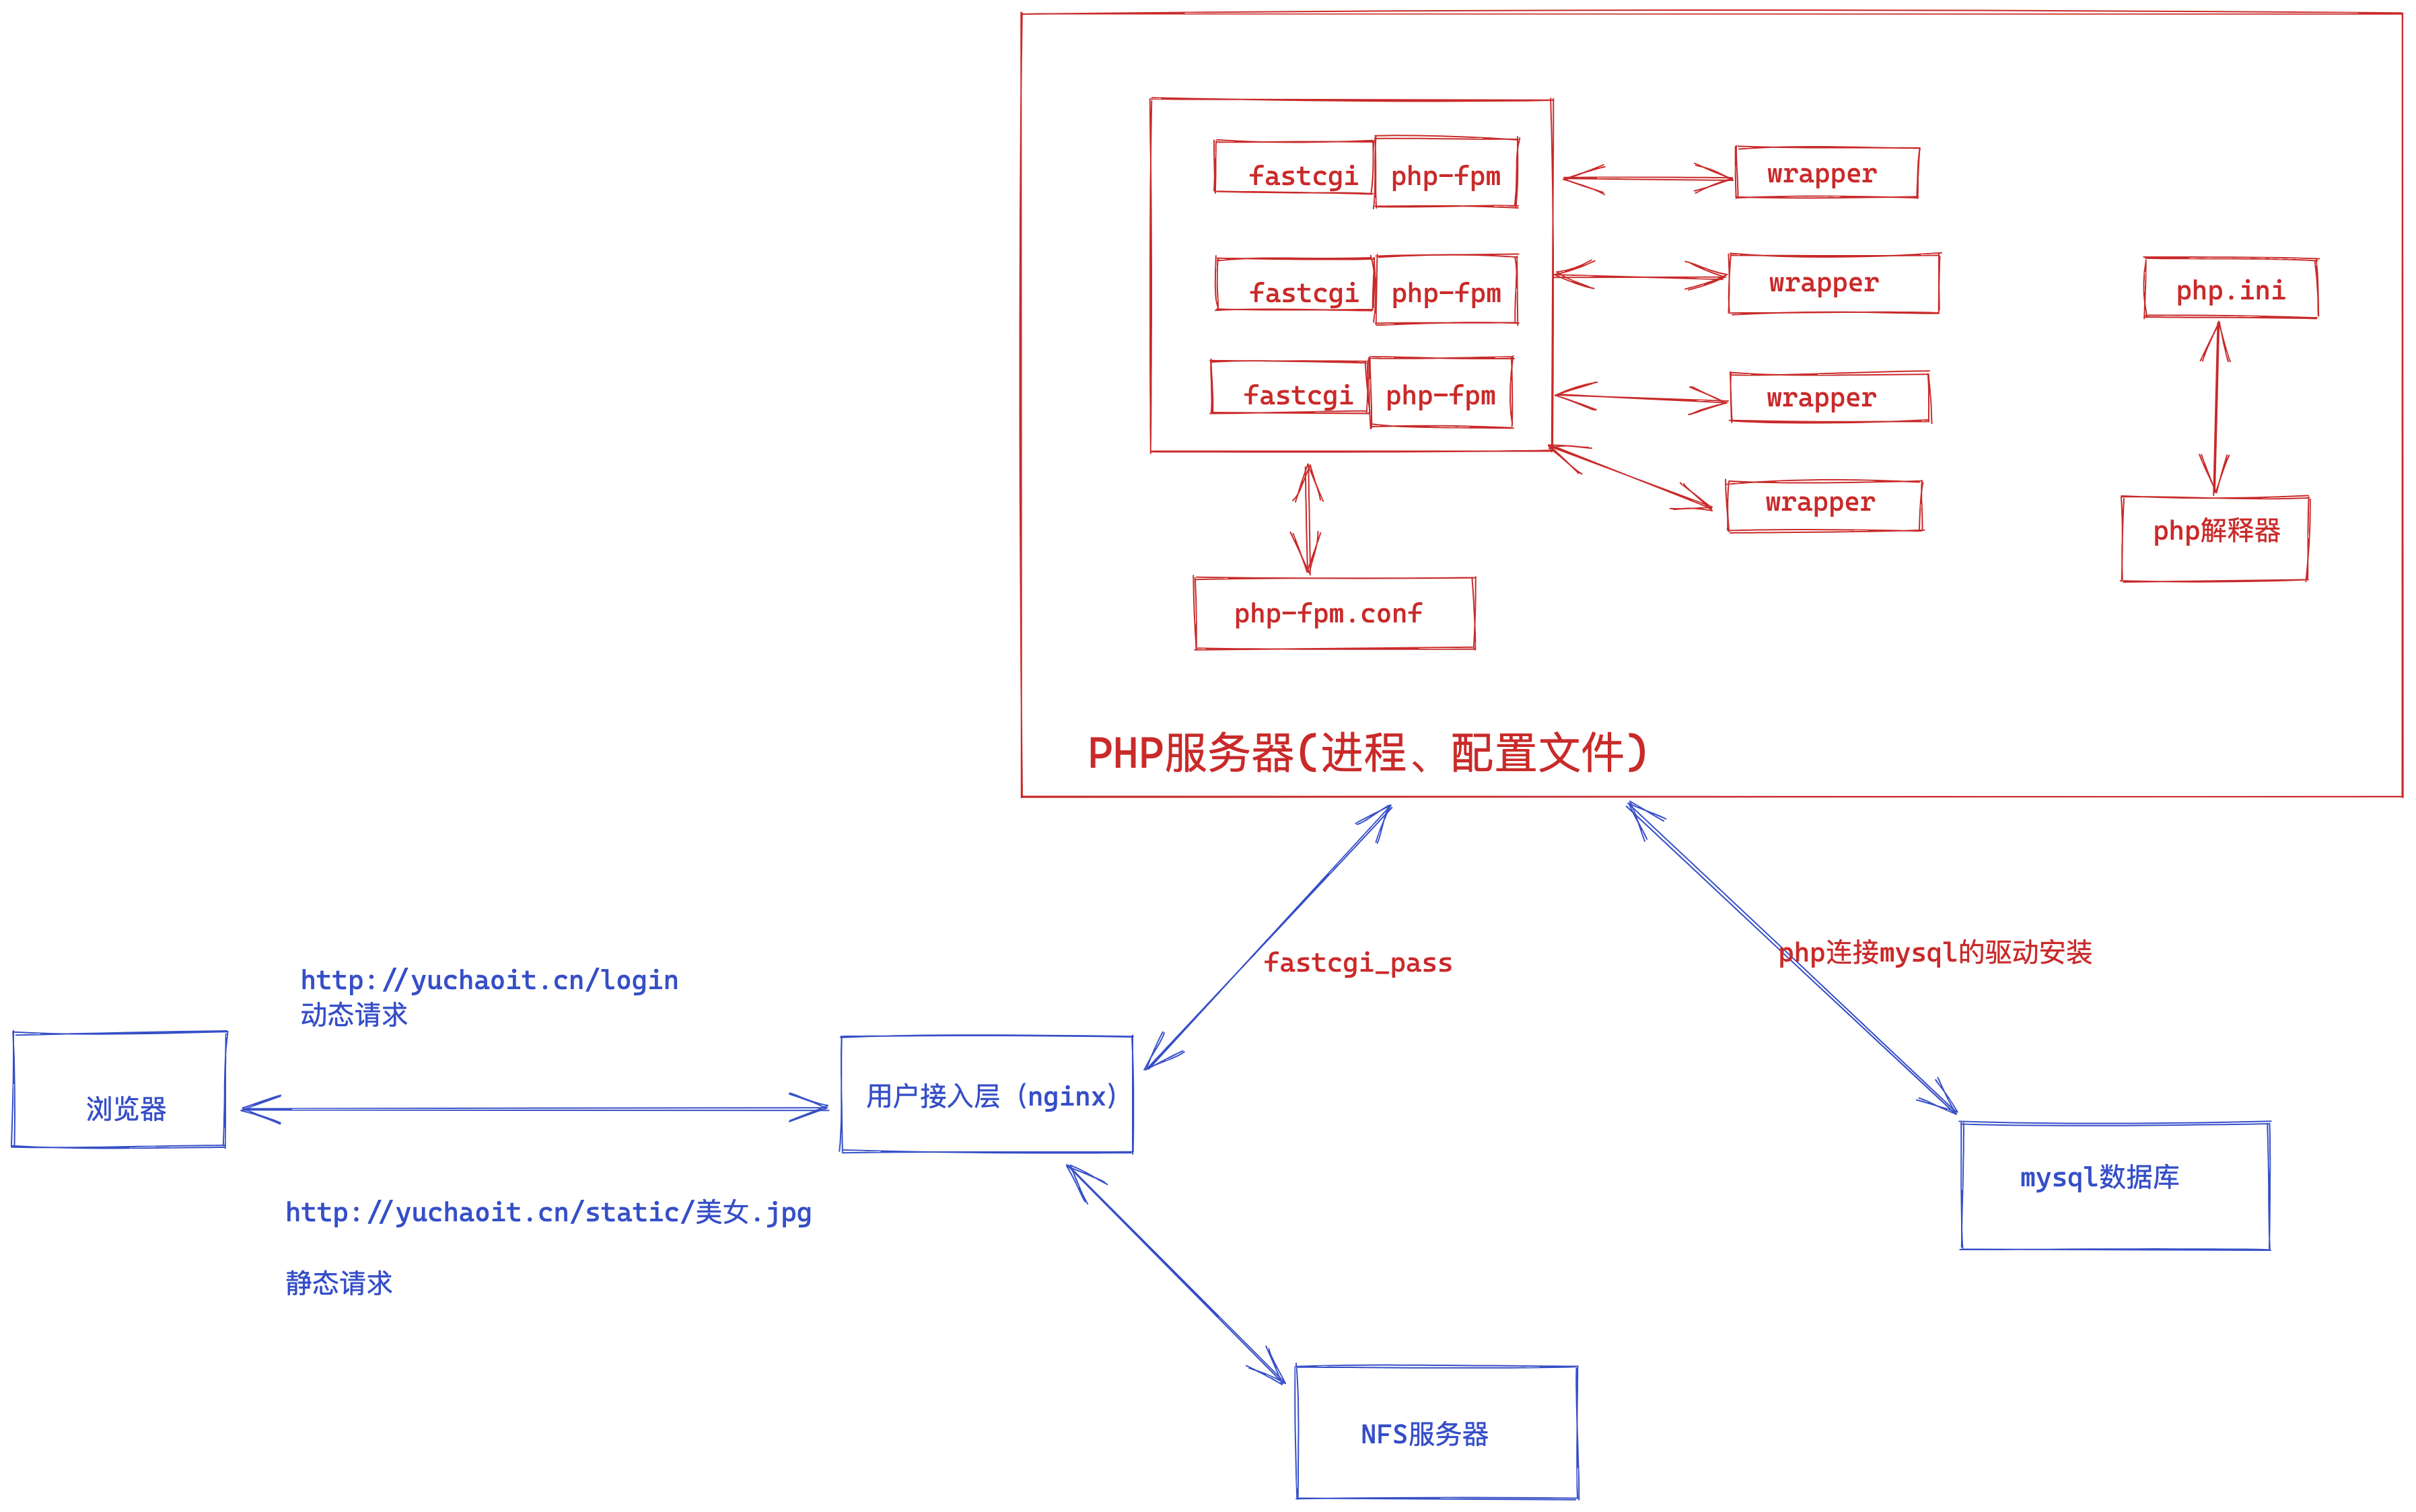 fastcgi php-fpm
wrapper
fastcgi php-fpm
wrapper
php.ini
fastcgi php-fpm
wrapper
wrapper
php解释器
php-fpm.conf
PHP服务器(进程、配置文件)
fastcgi_pass
php连接mysql的驱动安装
http://yuchaoit.cn/login
动态请求
浏览器
用户接入层（nginx）
mysql数据库
http://yuchaoit.cn/static/美女.jpg
静态请求
NFS服务器